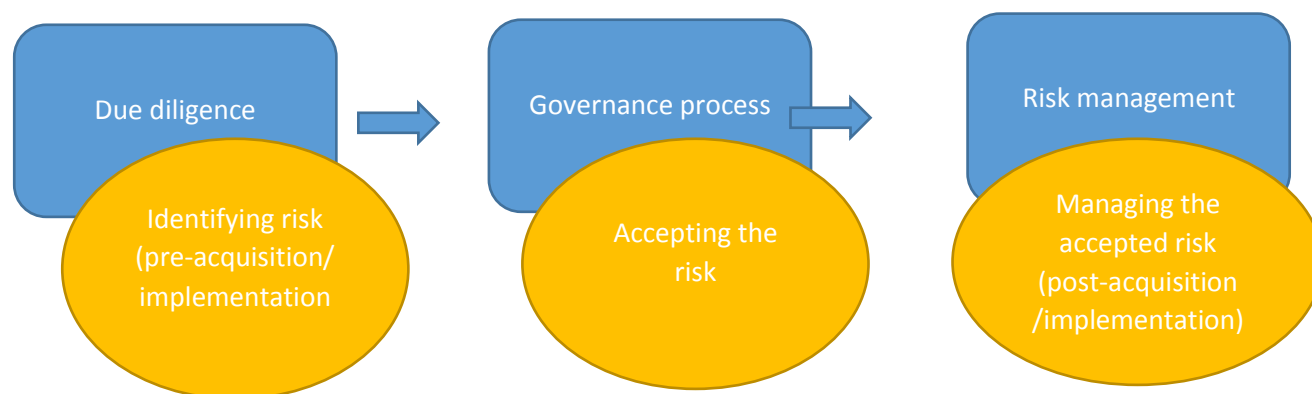 Due diligence
Identifying risk
(pre-acquisition/
implementation
Governance process
Accepting the
risk
Risk management
Managing the
accepted risk
(post-acquisition
/implementation)